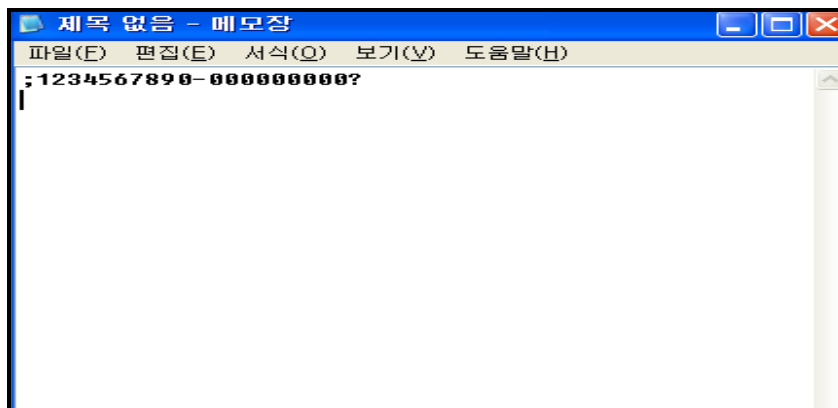 제목 없음 - 메모장
파일(F) 편집(E) 서식(O) 보기(V) 도움말(H)
;1234567890-000000000?